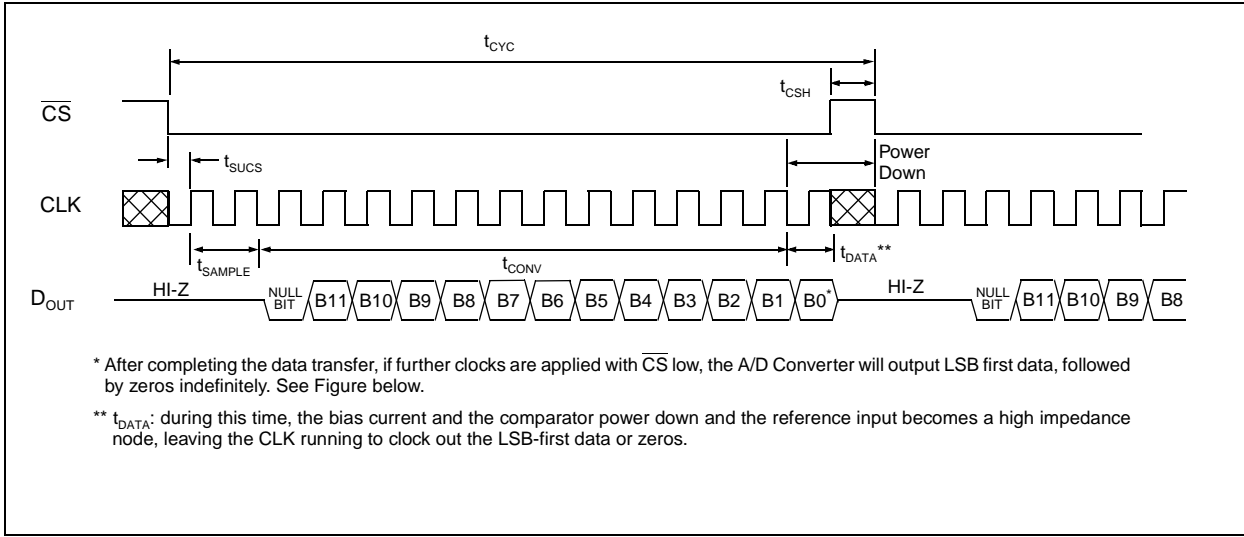 tCYC
tCSH
CS
tSUCS
Power
Down
CLK
tSAMPLE
tCONV
tDATA**
DOUT
HI-Z
NULL
BIT
B11 B10 B9 B8 B7 B6 B5 B4 B3 B2 B1 B0*
HI-Z
NULL
BIT
B11 B10 B9 B8
* After completing the data transfer, if further clocks are applied with CS low, the A/D Converter will output LSB first data, followed
by zeros indefinitely. See Figure below.
** tDATA: during this time, the bias current and the comparator power down and the reference input becomes a high impedance
node, leaving the CLK running to clock out the LSB-first data or zeros.